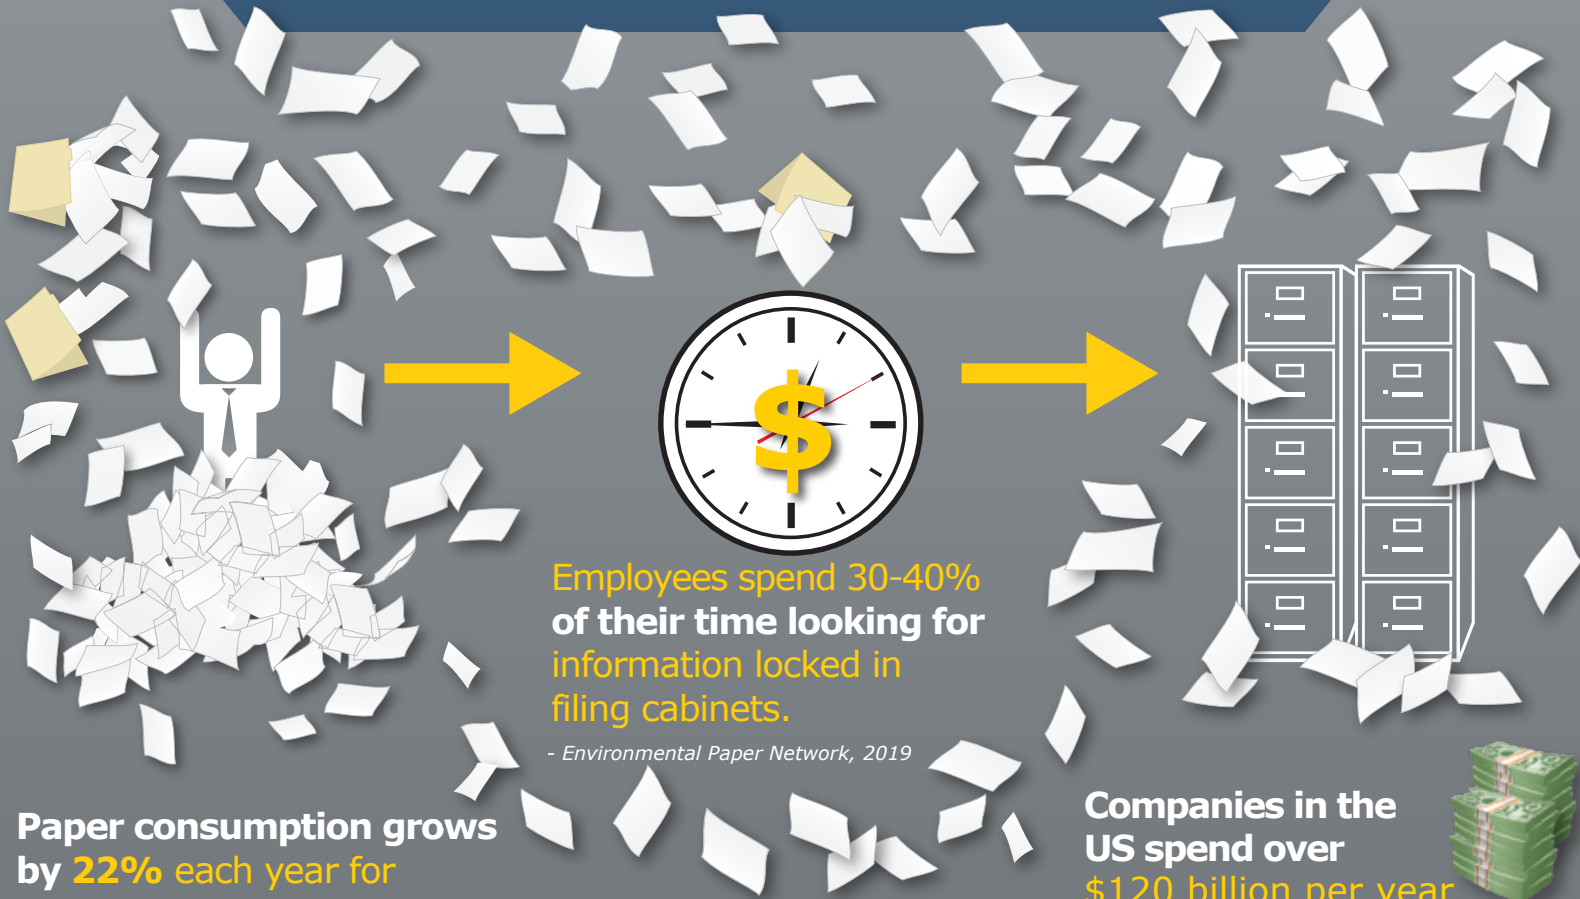 Employees spend 30-40%
of their time looking for
information locked in
filing cabinets.
- Environmental Paper Network, 2019
Paper consumption grows
by 22% each year for
Companies in the
US spend over
$120 billion per year